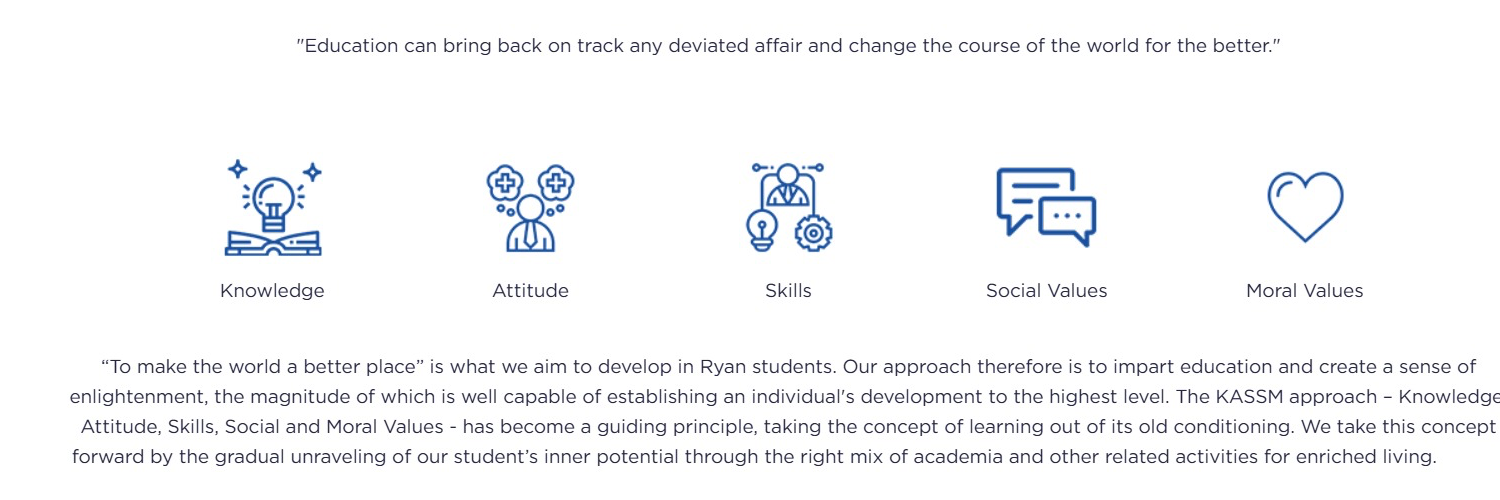 "Education can bring back on track any deviated affair and change the course of the world for the better."
Knowledge
Attitude
Skills
Social Values
Moral Values
“To make the world a better place” is what we aim to develop in Ryan students. Our approach therefore is to impart education and create a sense of
enlightenment, the magnitude of which is well capable of establishing an individual's development to the highest level. The KASSM approach – Knowledge
Attitude, Skills, Social and Moral Values - has become a guiding principle, taking the concept of learning out of its old conditioning. We take this concept
forward by the gradual unraveling of our student’s inner potential through the right mix of academia and other related activities for enriched living.